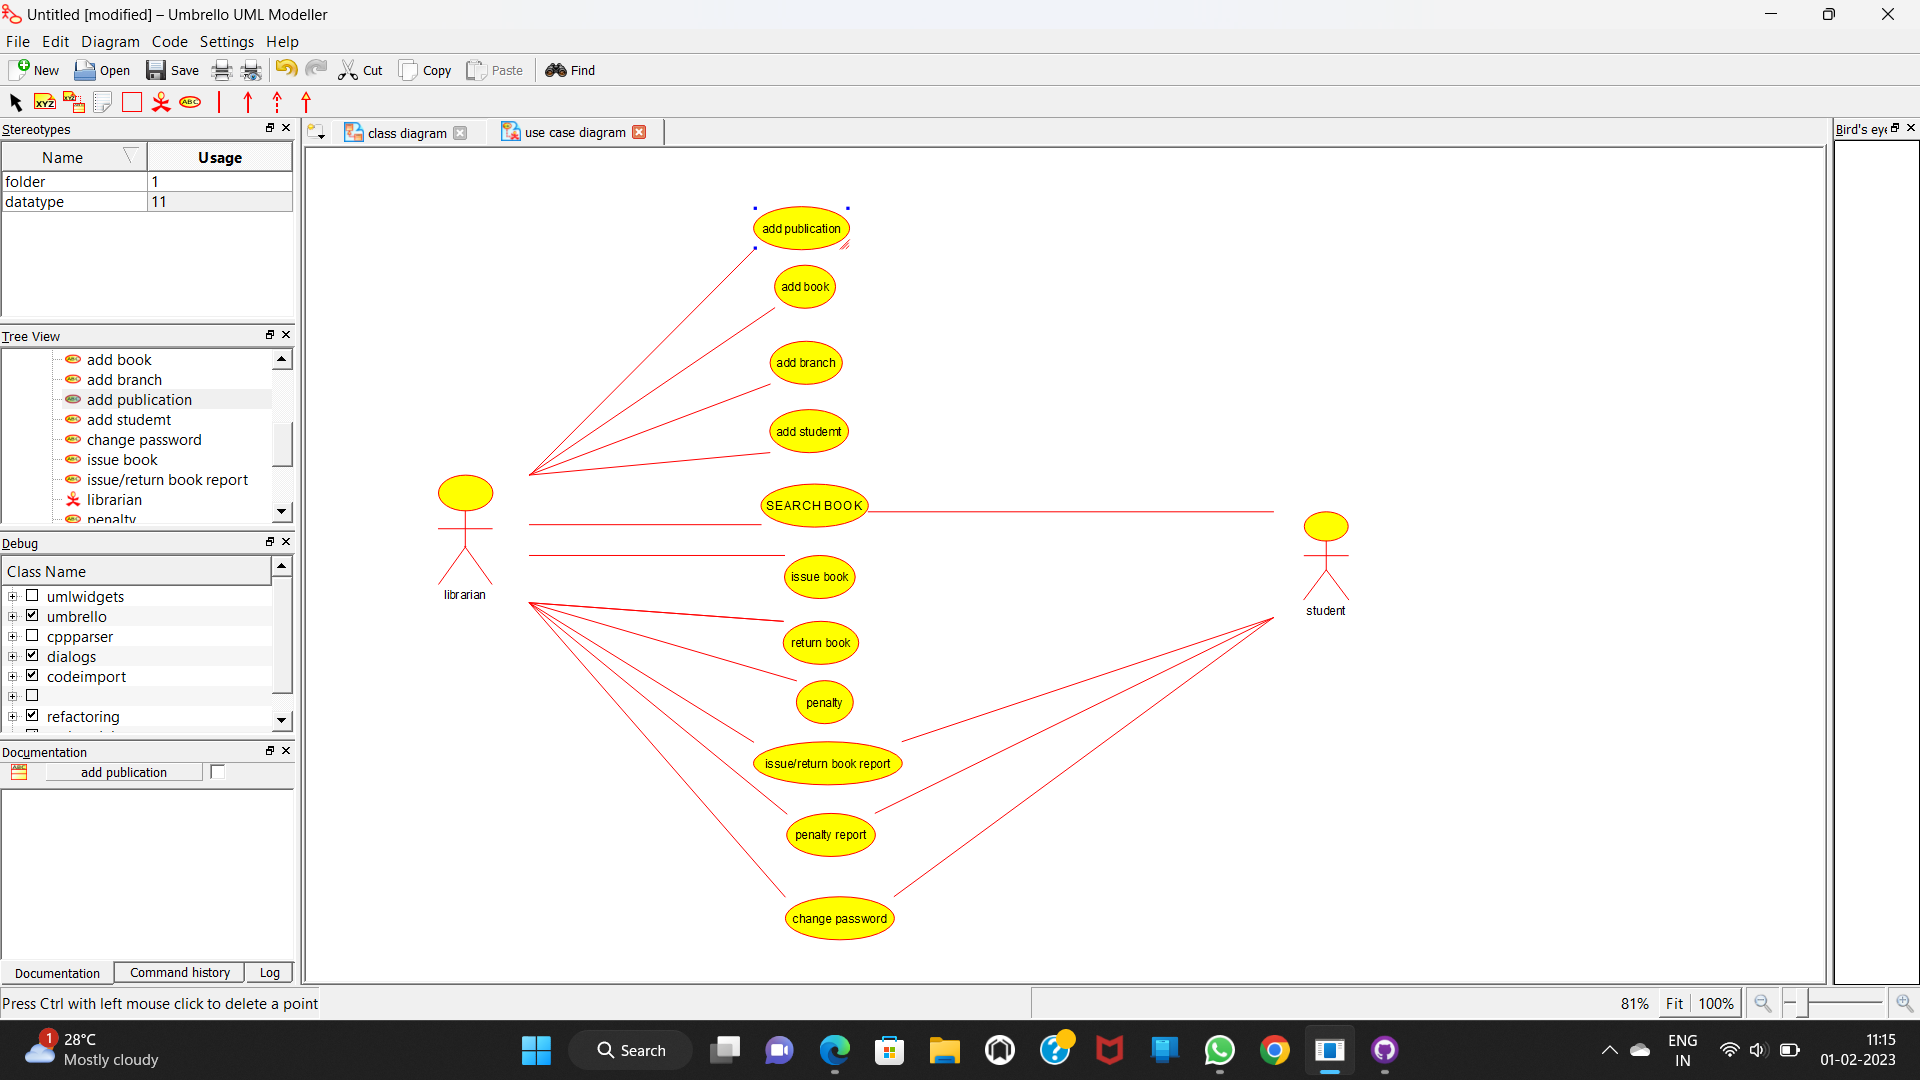 Untitled [modified] – Umbrello UML Modeller
File Edit Diagram Code Settings Help
New Open Save Cut Copy Paste Find
XYZ XYZ ABC
Stereotypes
Name Usage
folder 1
datatype 11
Tree View
add book
add branch
add publication
add studemt
change password
issue book
issue/return book report
librarian
penalty
Debug
Class Name
umlwidgets
umbrello
cppparser
dialogs
codeimport
refactoring
Documentation
add publication
Documentation Command history Log
class diagram use case diagram
add publication
add book
add branch
add studemt
SEARCH BOOK
issue book
return book
penalty
issue/return book report
penalty report
change password
librarian
student
Bird's eye
Press Ctrl with left mouse click to delete a point
81% Fit 100%
1 28°C
Mostly cloudy
Search
ENG
IN
11:15
01-02-2023